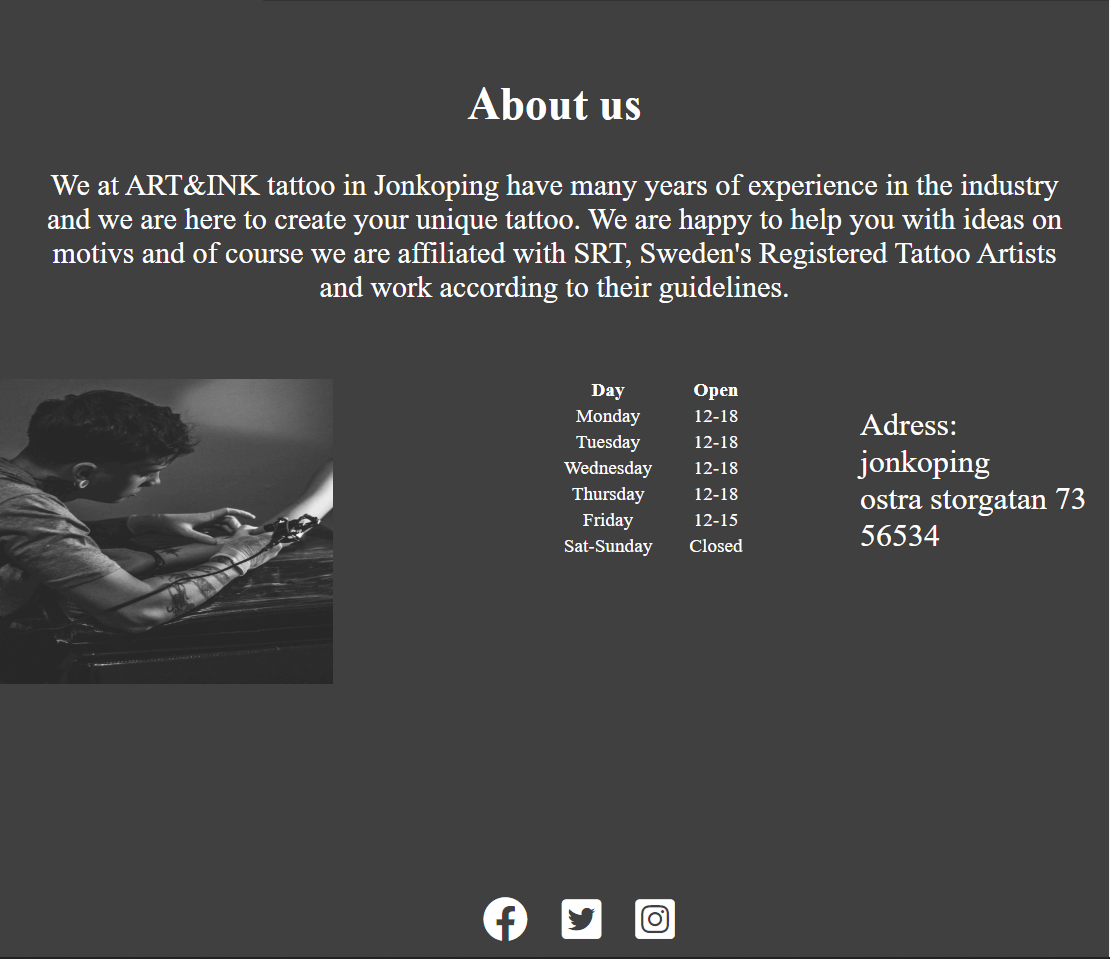 About us
We at ART&INK tattoo in Jonkoping have many years of experience in the industry
and we are here to create your unique tattoo. We are happy to help you with ideas on
motivs and of course we are affiliated with SRT, Sweden's Registered Tattoo Artists
and work according to their guidelines.
Day Open
Monday 12-18
Tuesday 12-18
Wednesday 12-18
Thursday 12-18
Friday 12-15
Sat-Sunday Closed
Adress:
jonkoping
ostra storgatan 73
56534